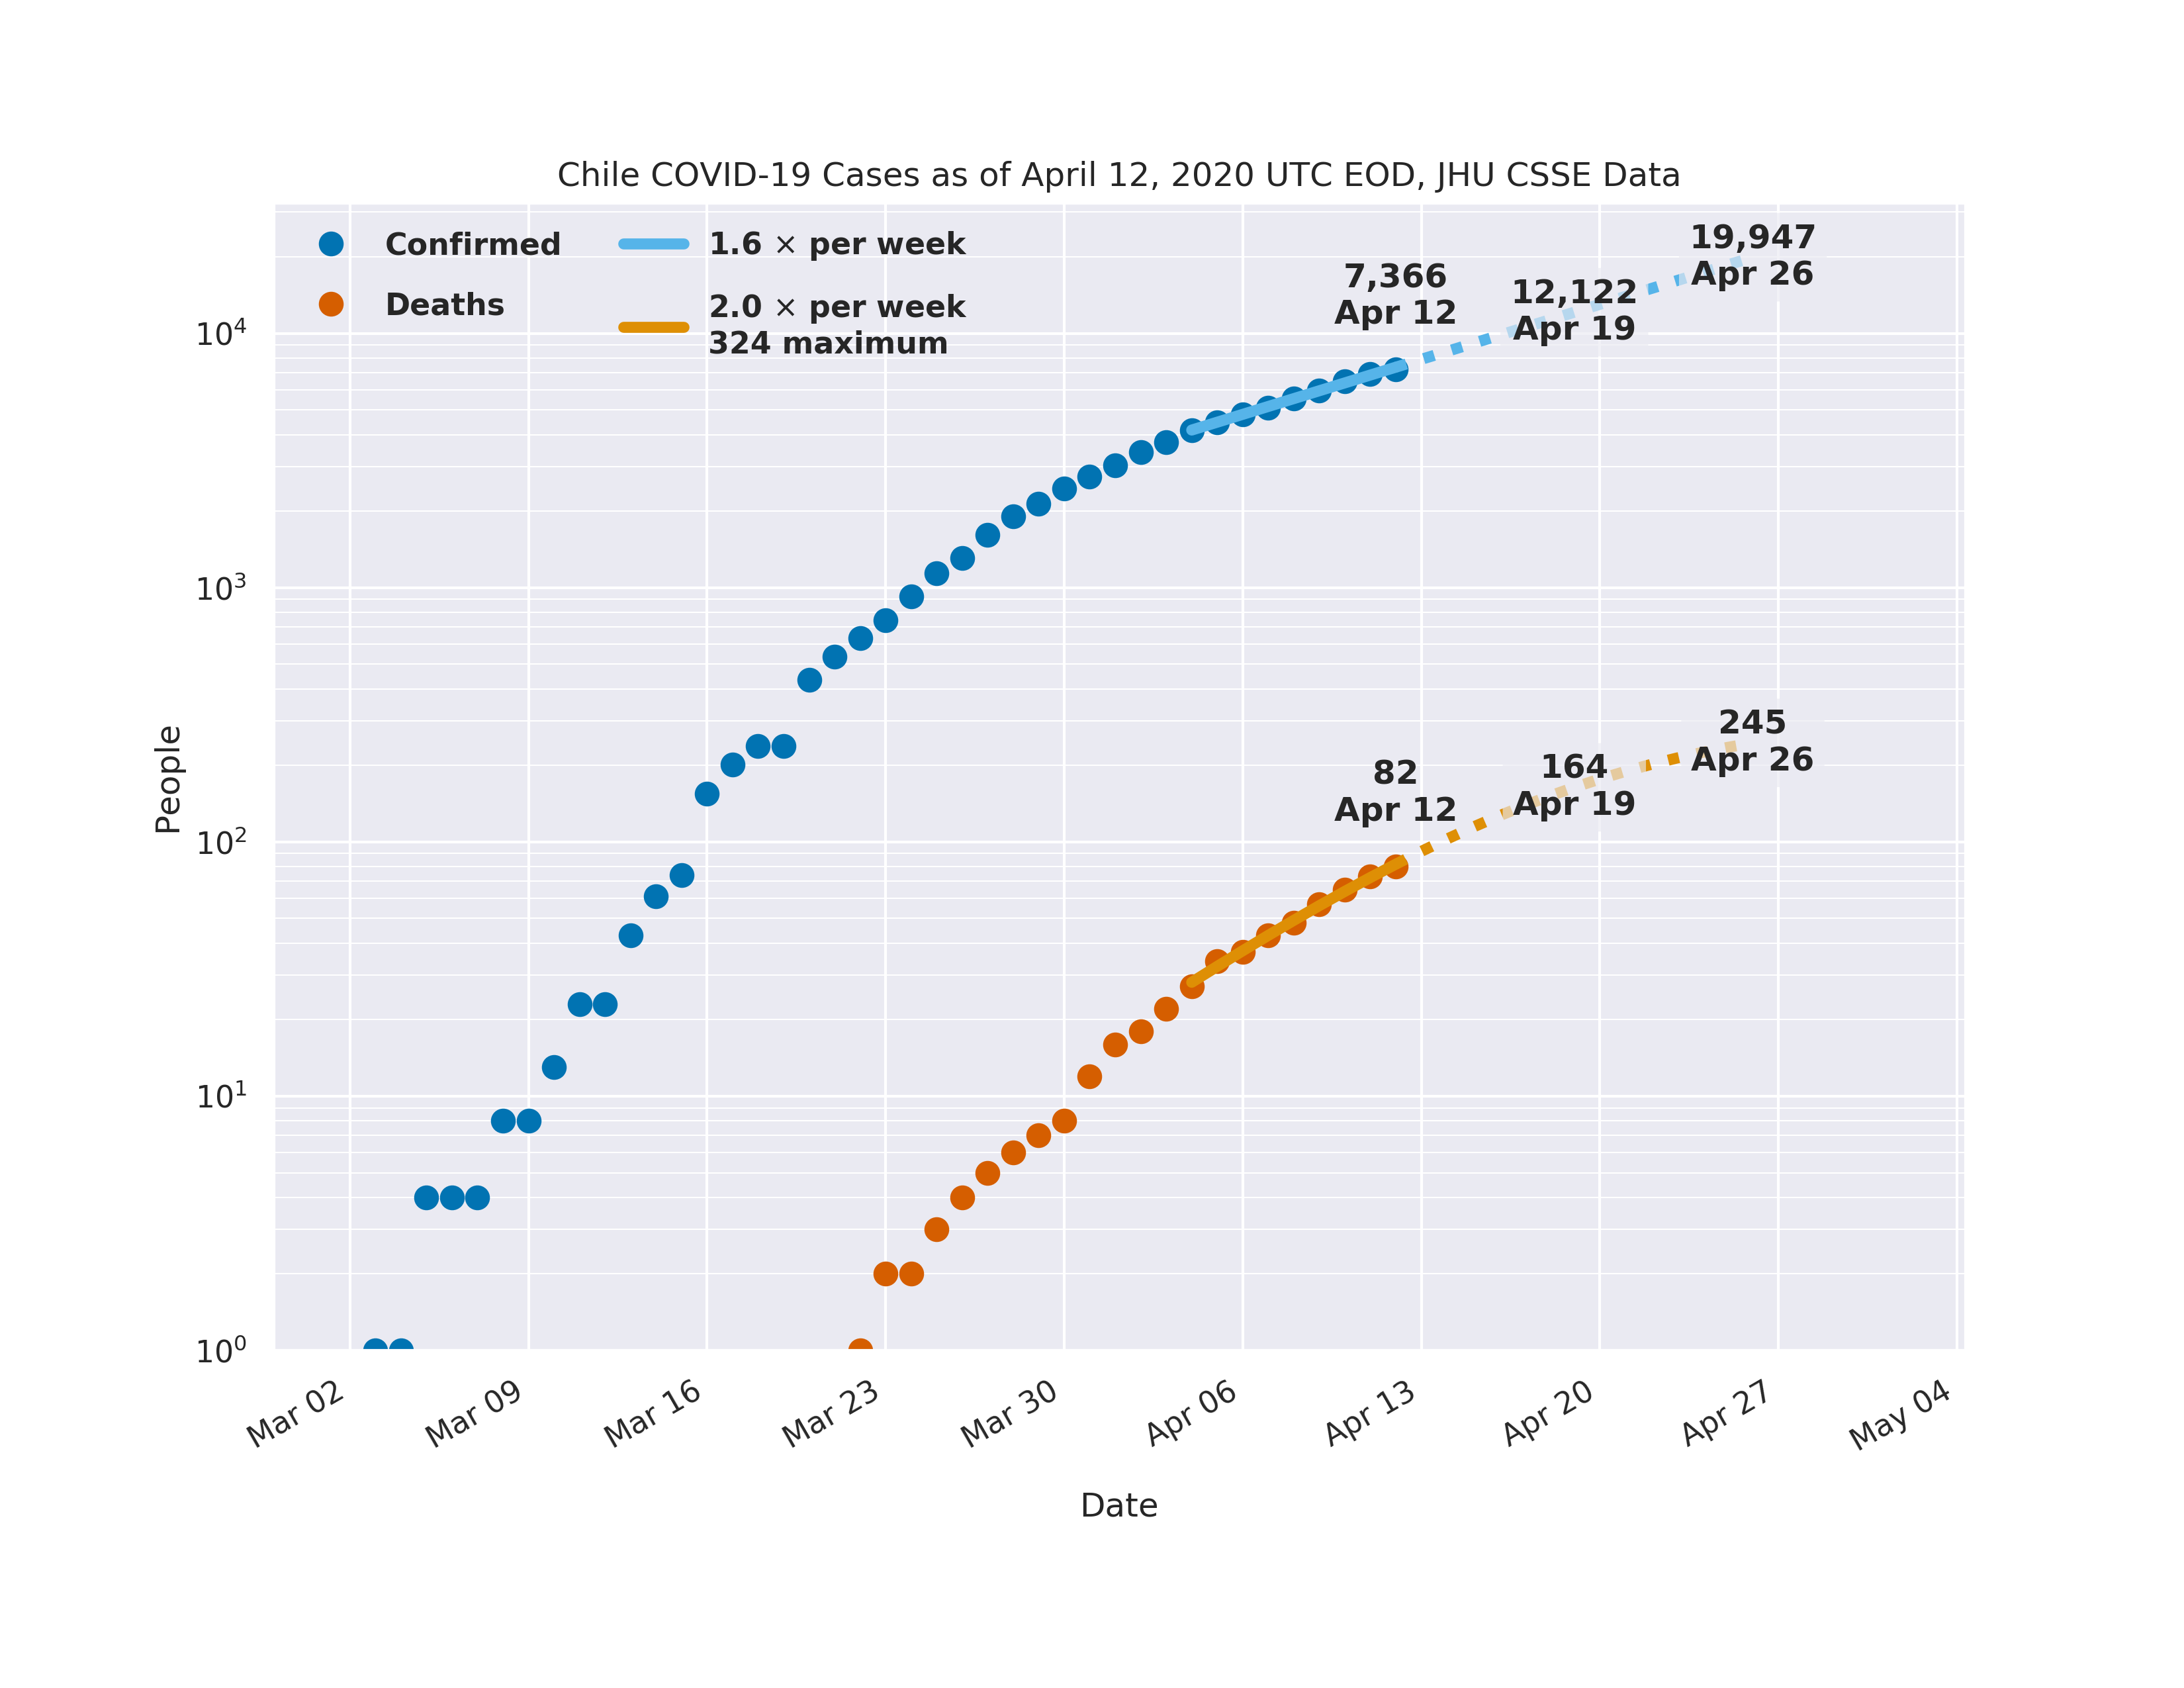 Chile COVID-19 Cases as of April 12, 2020 UTC EOD, JHU CSSE Data
Confirmed
Deaths
1.6 × per week
2.0 × per week
324 maximum
7,366
Apr 12
12,122
Apr 19
19,947
Apr 26
82
Apr 12
164
Apr 19
245
Apr 26
People
10⁴
10³
10²
10¹
10⁰
Mar 02
Mar 09
Mar 16
Mar 23
Mar 30
Apr 06
Apr 13
Apr 20
Apr 27
May 04
Date